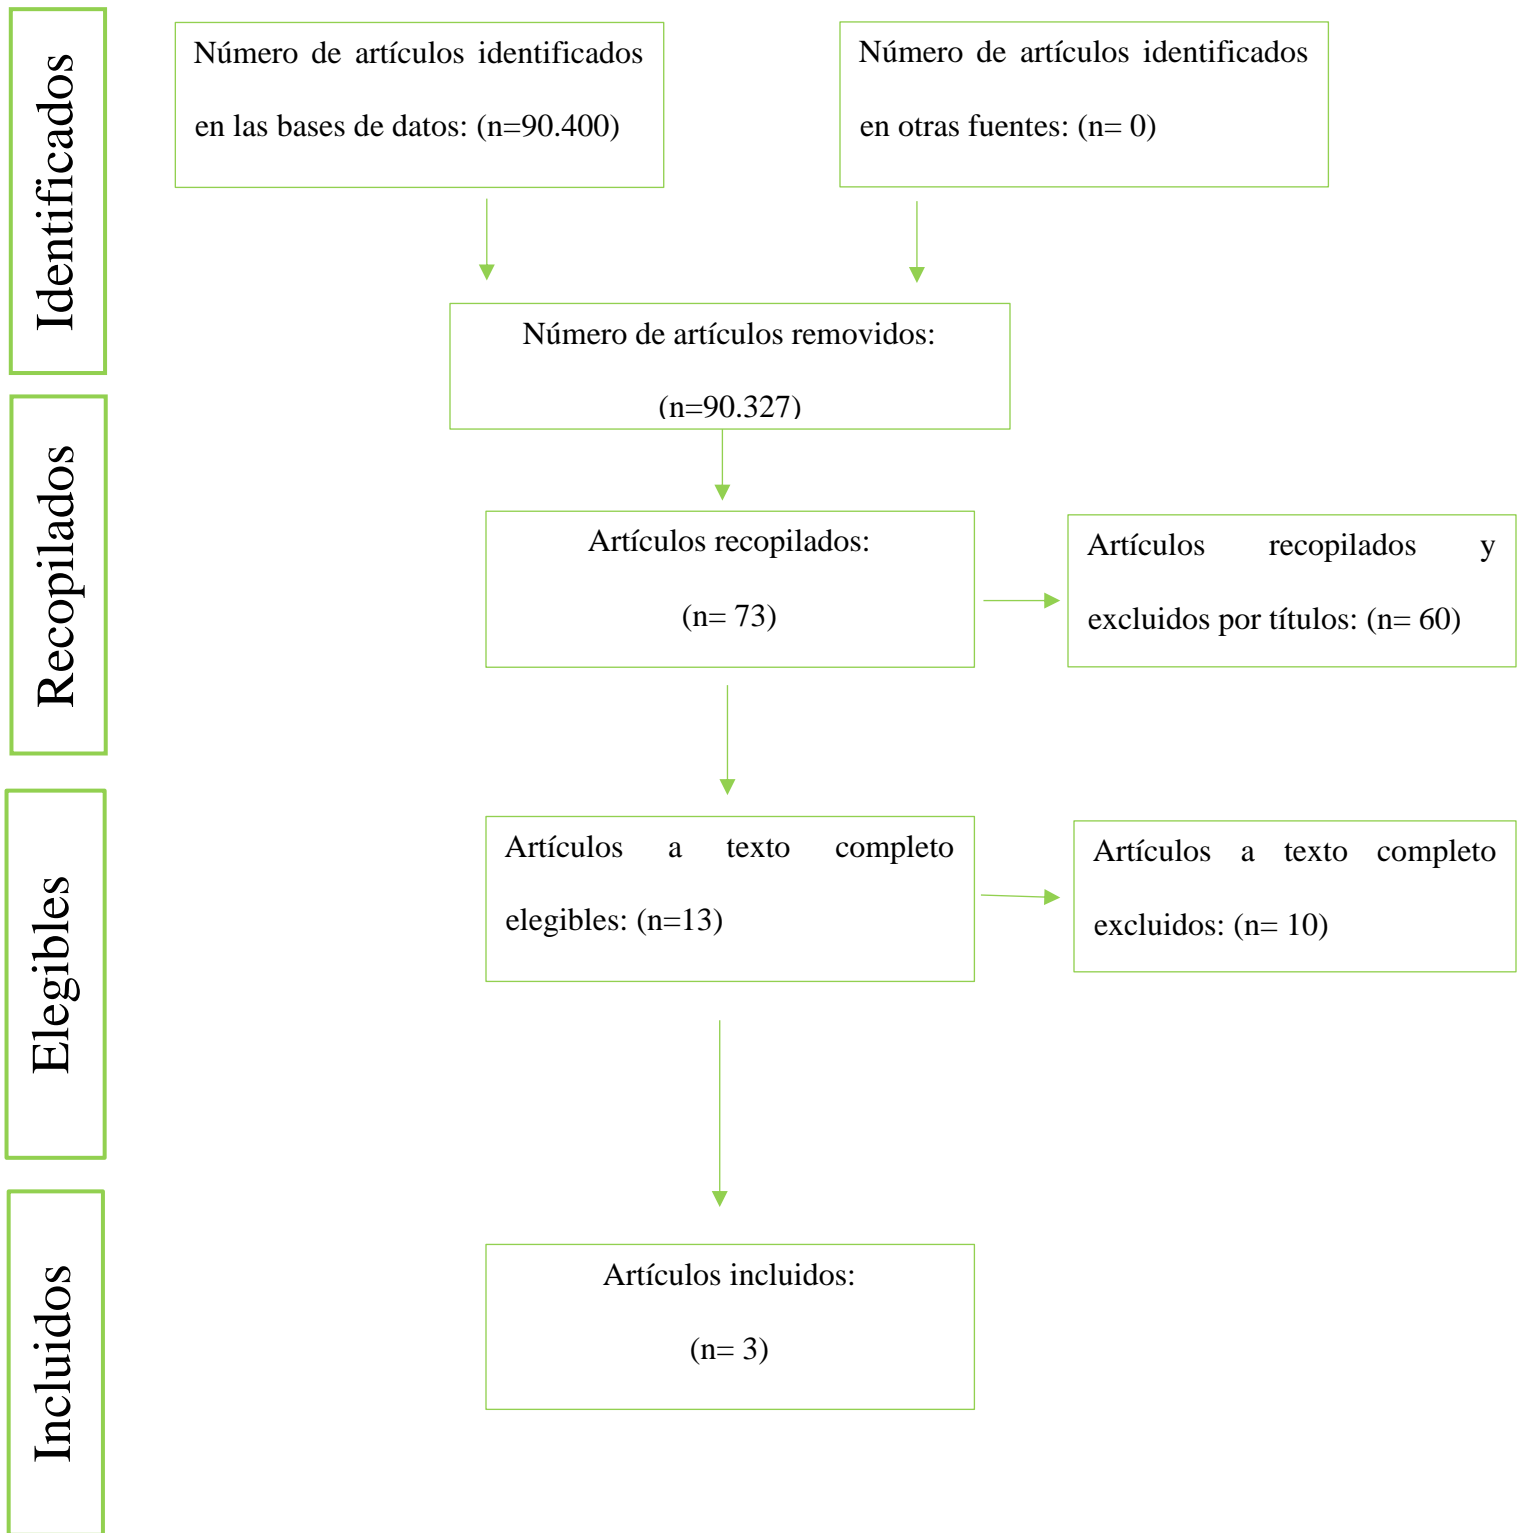 Identificados
Número de artículos identificados
en las bases de datos: (n=90.400)
Número de artículos identificados
en otras fuentes: (n= 0)
Número de artículos removidos:
(n=90.327)
Recopilados
Artículos recopilados:
(n= 73)
Artículos recopilados y
excluidos por títulos: (n= 60)
Elegibles
Artículos a texto completo
elegibles: (n=13)
Artículos a texto completo
excluidos: (n= 10)
Incluidos
Artículos incluidos:
(n= 3)